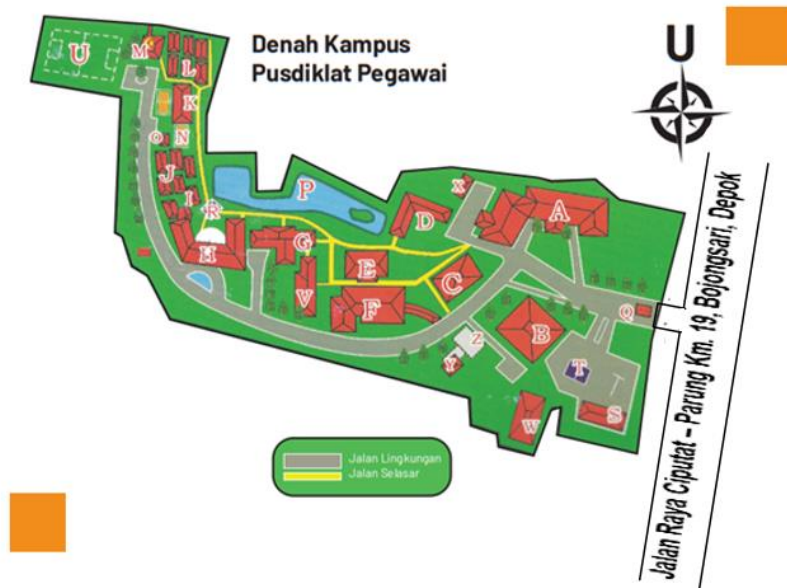 Denah Kampus
Pusdiklat Pegawai
U
U
M
L
K
O
N
J
I
R
P
H
G
V
D
E
F
C
X
A
B
Q
Z
Y
T
S
W
Jalan Lingkungan
Jalan Selasar
Jalan Raya Ciputat – Parung Km. 19, Bojongsari, Depok